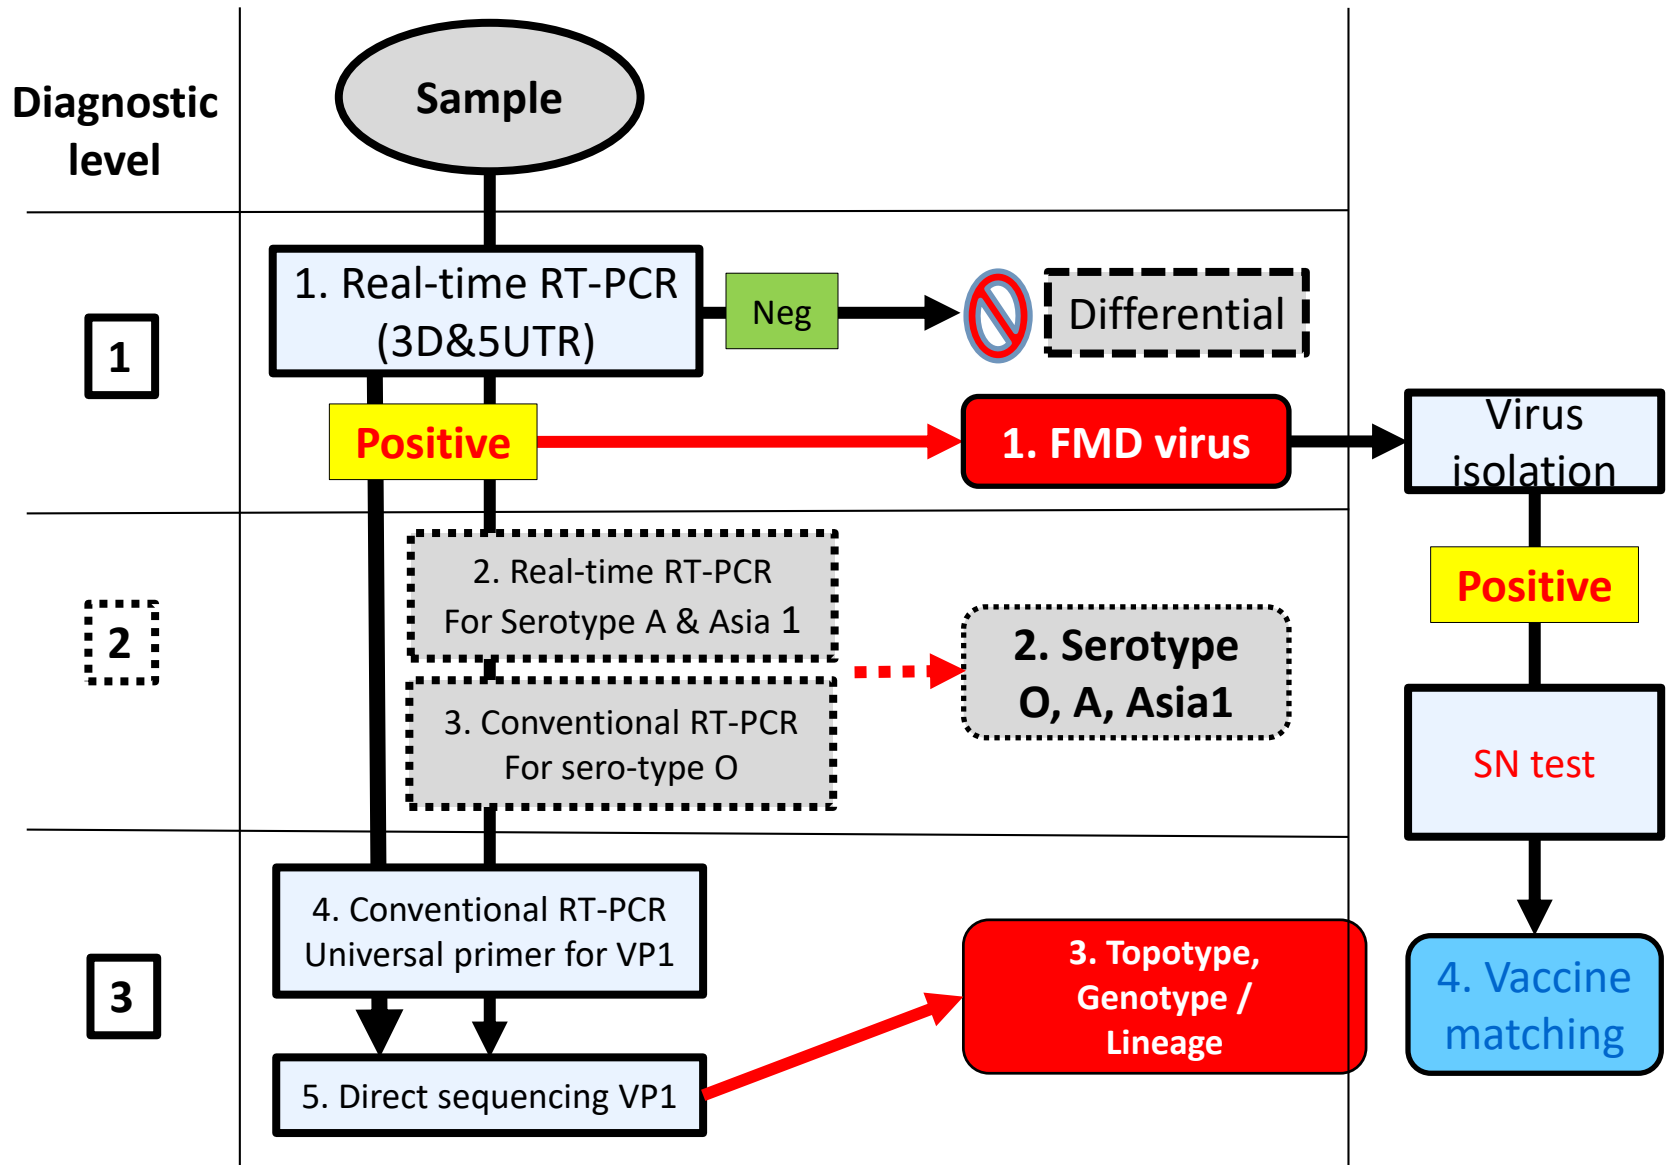 Diagnostic
level
Sample
1
1. Real-time RT-PCR
(3D&5UTR)
Neg
Differential
Positive
1. FMD virus
Virus
isolation
Positive
2
2. Real-time RT-PCR
For Serotype A & Asia 1
3. Conventional RT-PCR
For sero-type O
2. Serotype
O, A, Asia1
SN test
3
4. Conventional RT-PCR
Universal primer for VP1
5. Direct sequencing VP1
3. Topotype,
Genotype /
Lineage
4. Vaccine
matching